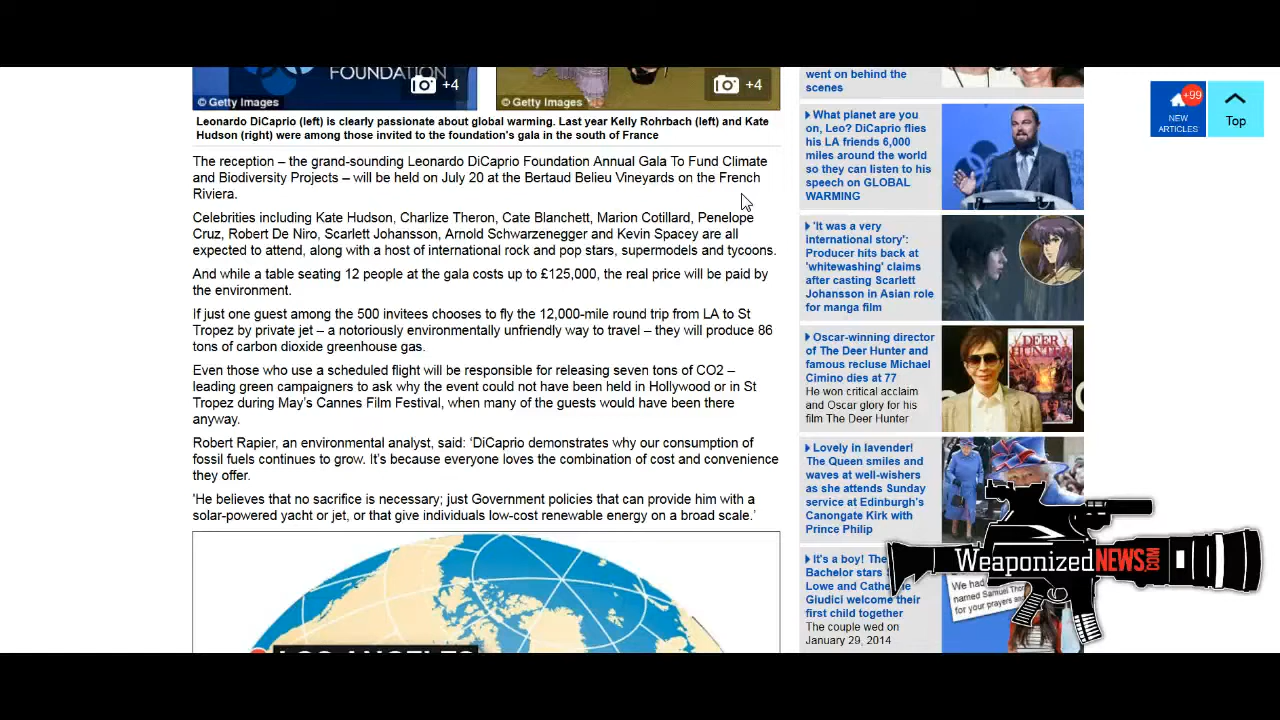 FOUNDATION
+4
© Getty Images
+4
© Getty Images
Leonardo DiCaprio (left) is clearly passionate about global warming. Last year Kelly Rohrbach (left) and Kate
Hudson (right) were among those invited to the foundation's gala in the south of France
The reception – the grand-sounding Leonardo DiCaprio Foundation Annual Gala To Fund Climate
and Biodiversity Projects – will be held on July 20 at the Bertaud Belieu Vineyards on the French
Riviera.
Celebrities including Kate Hudson, Charlize Theron, Cate Blanchett, Marion Cotillard, Penelope
Cruz, Robert De Niro, Scarlett Johansson, Arnold Schwarzenegger and Kevin Spacey are all
expected to attend, along with a host of international rock and pop stars, supermodels and tycoons.
And while a table seating 12 people at the gala costs up to £125,000, the real price will be paid by
the environment.
If just one guest among the 500 invitees chooses to fly the 12,000-mile round trip from LA to St
Tropez by private jet – a notoriously environmentally unfriendly way to travel – they will produce 86
tons of carbon dioxide greenhouse gas.
Even those who use a scheduled flight will be responsible for releasing seven tons of CO2 –
leading green campaigners to ask why the event could not have been held in Hollywood or in St
Tropez during May's Cannes Film Festival, when many of the guests would have been there
anyway.
Robert Rapier, an environmental analyst, said: 'DiCaprio demonstrates why our consumption of
fossil fuels continues to grow. It's because everyone loves the combination of cost and convenience
they offer.
'He believes that no sacrifice is necessary; just Government policies that can provide him with a
solar-powered yacht or jet, or that give individuals low-cost renewable energy on a broad scale.'
LOS ANGELES
went on behind the
scenes
What planet are you
on, Leo? DiCaprio flies
his LA friends 6,000
miles around the world
so they can listen to his
speech on GLOBAL
WARMING
'It was a very
international story':
Producer hits back at
'whitewashing' claims
after casting Scarlett
Johansson in Asian role
for manga film
Oscar-winning director
of The Deer Hunter and
famous recluse Michael
Cimino dies at 77
He won critical acclaim
and Oscar glory for his
film The Deer Hunter
DEER
HUNTER
Lovely in lavender!
The Queen smiles and
waves at well-wishers
as she attends Sunday
service at Edinburgh's
Canongate Kirk with
Prince Philip
It's a boy! The
Bachelor stars
Lowe and Cathe
Giudici welcome their
first child together
The couple wed on
January 29, 2014
We had
named Samuel Tho
for your prayers an
+99
NEW
ARTICLES
Top
WEAPONIZEDNEWS.COM